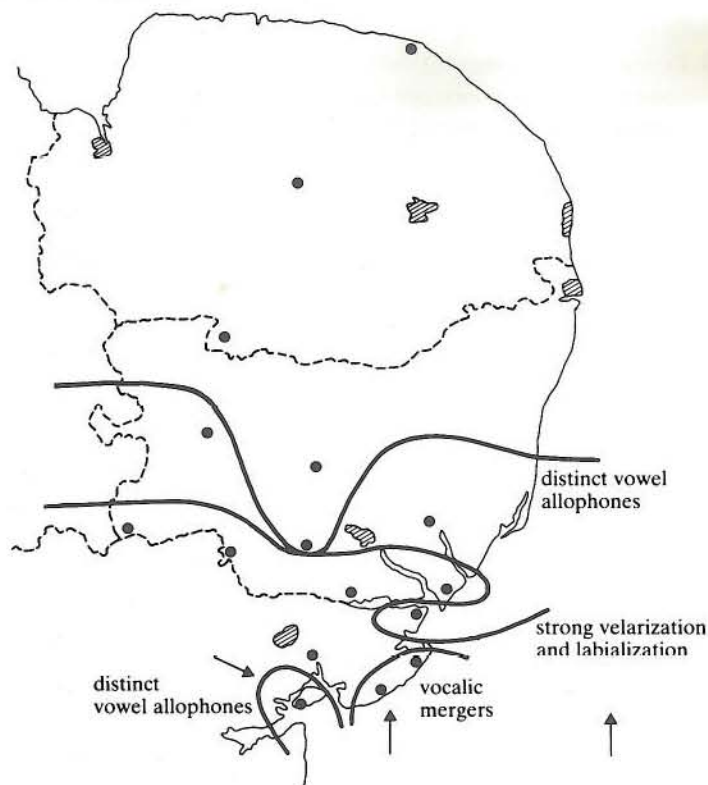 distinct vowel
allophones
strong velarization
and labialization
distinct
vowel allophones
vocalic
mergers